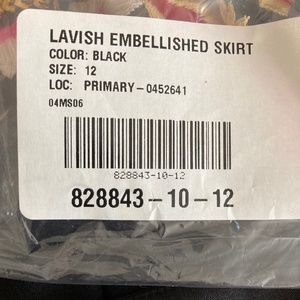 LAVISH EMBELLISHED SKIRT
COLOR: BLACK
SIZE: 12
LOC: PRIMARY-0452641
04MS06
828843-10-12
828843-10-12